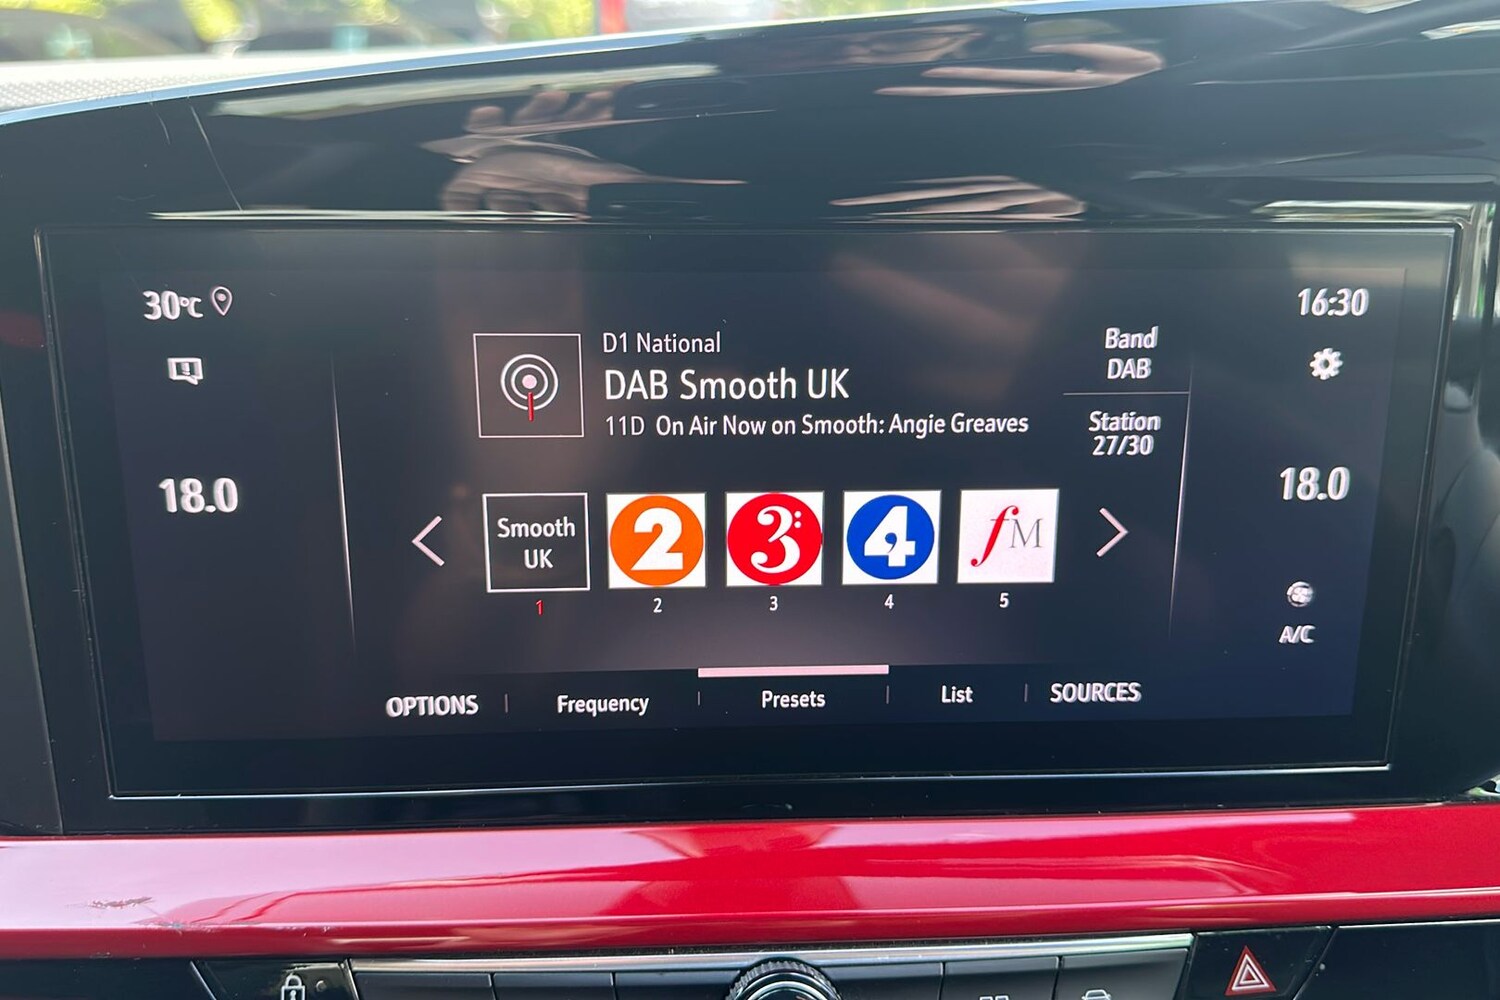 30°C
16:30
D1 National
DAB Smooth UK
11D On Air Now on Smooth: Angie Greaves
Band
DAB
Station
27/30
18.0
18.0
Smooth
UK
2
3
4
fM
1
2
3
4
5
A/C
OPTIONS
Frequency
Presets
List
SOURCES